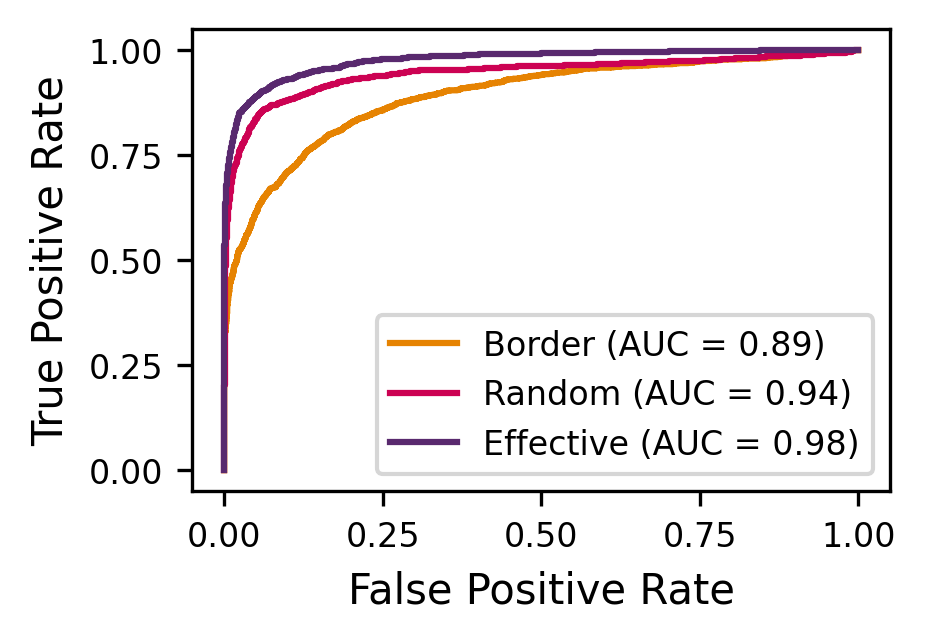 True Positive Rate
1.00
0.75
0.50
0.25
0.00
Border (AUC = 0.89)
Random (AUC = 0.94)
Effective (AUC = 0.98)
0.00 0.25 0.50 0.75 1.00
False Positive Rate